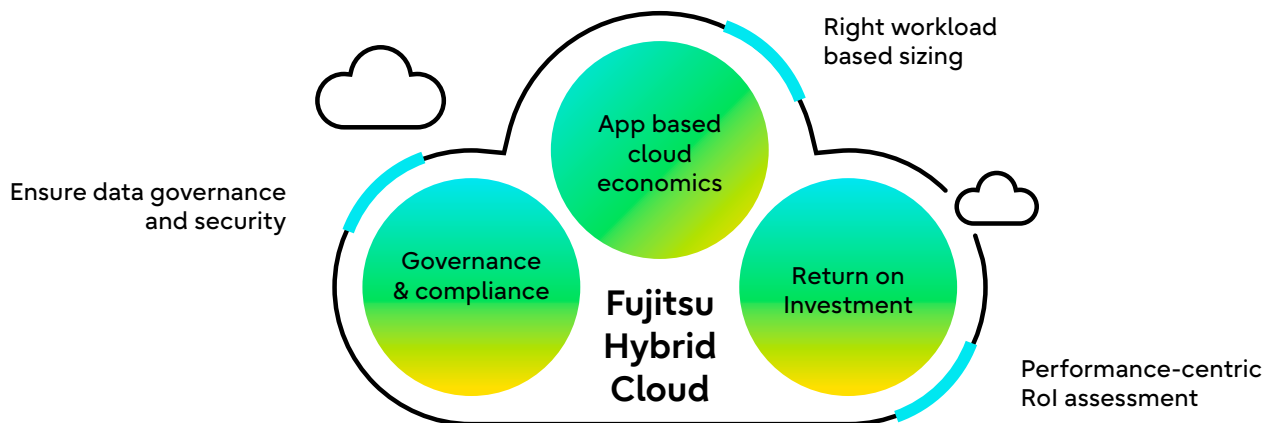 Right workload
based sizing
App based
cloud
economics
Ensure data governance
and security
Governance
& compliance
Return on
Investment
Fujitsu
Hybrid
Cloud
Performance-centric
RoI assessment